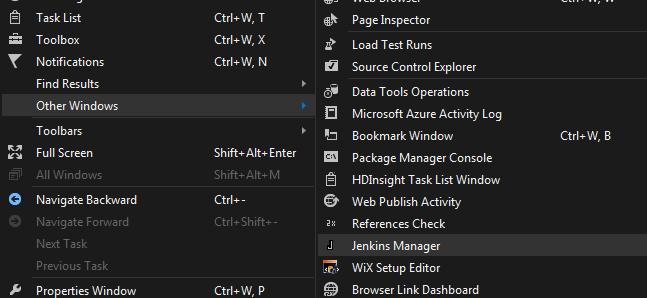 Task List Ctrl+W, T
Toolbox Ctrl+W, X
Notifications Ctrl+W, N
Find Results
Other Windows
Toolbars
Full Screen Shift+Alt+Enter
All Windows Shift+Alt+M
Navigate Backward Ctrl+-
Navigate Forward Ctrl+Shift+-
Next Task
Previous Task
Properties Window Ctrl+W, P
Page Inspector
Load Test Runs
Source Control Explorer
Data Tools Operations
Microsoft Azure Activity Log
Bookmark Window Ctrl+W, B
Package Manager Console
HDInsight Task List Window
Web Publish Activity
References Check
Jenkins Manager
WiX Setup Editor
Browser Link Dashboard